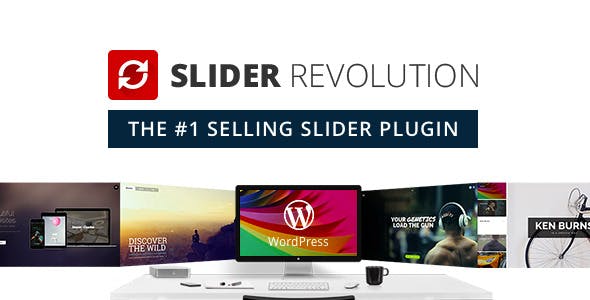 SLIDER REVOLUTION
THE #1 SELLING SLIDER PLUGIN
DISCOVER
THE WILD
WordPress
YOUR GENETICS
LOAD THE GUN
KEN BURNS